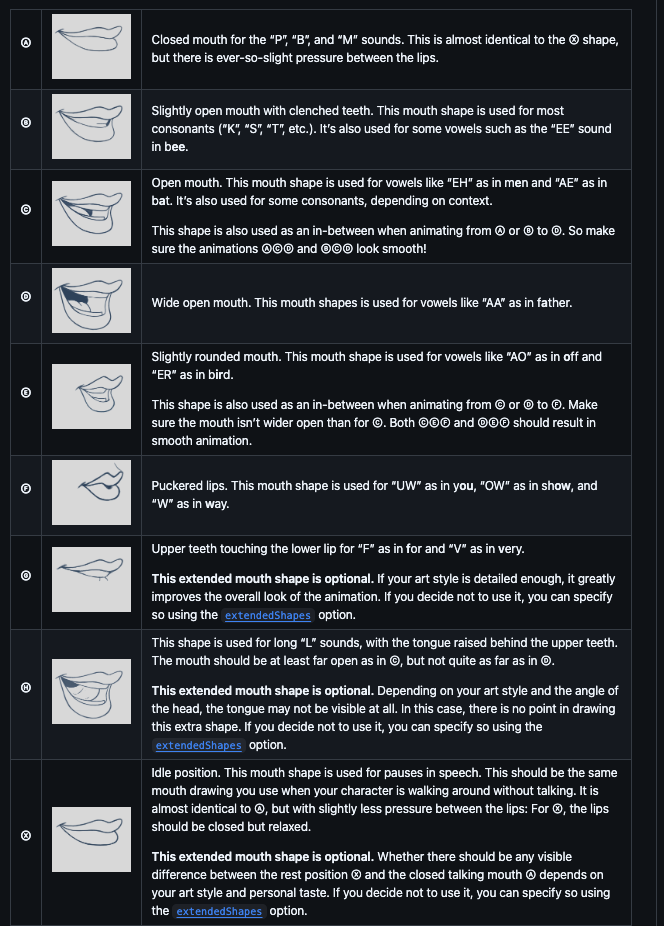 Ⓐ
Closed mouth for the “P”, “B”, and “M” sounds. This is almost identical to the Ⓧ shape,
but there is ever-so-slight pressure between the lips.
Ⓑ
Slightly open mouth with clenched teeth. This mouth shape is used for most
consonants (“K”, “S”, “T”, etc.). It’s also used for some vowels such as the “EE” sound
in bee.
Ⓒ
Open mouth. This mouth shape is used for vowels like “EH” as in men and “AE” as in
bat. It’s also used for some consonants, depending on context.
This shape is also used as an in-between when animating from Ⓐ or Ⓑ to Ⓓ. So make
sure the animations ⒶⒸⒹ and ⒷⒸⒹ look smooth!
Ⓓ
Wide open mouth. This mouth shapes is used for vowels like “AA” as in father.
Ⓔ
Slightly rounded mouth. This mouth shape is used for vowels like “AO” as in off and
“ER” as in bird.
This shape is also used as an in-between when animating from Ⓒ or Ⓓ to Ⓕ. Make
sure the mouth isn’t wider open than for Ⓒ. Both ⒸⒺⒻ and ⒹⒺⒻ should result in
smooth animation.
Ⓕ
Puckered lips. This mouth shape is used for “UW” as in you, “OW” as in show, and
“W” as in way.
Ⓖ
Upper teeth touching the lower lip for “F” as in for and “V” as in very.
This extended mouth shape is optional. If your art style is detailed enough, it greatly
improves the overall look of the animation. If you decide not to use it, you can specify
so using the extendedShapes option.
Ⓗ
This shape is used for long “L” sounds, with the tongue raised behind the upper teeth.
The mouth should be at least far open as in Ⓒ, but not quite as far as in Ⓓ.
This extended mouth shape is optional. Depending on your art style and the angle of
the head, the tongue may not be visible at all. In this case, there is no point in drawing
this extra shape. If you decide not to use it, you can specify so using the
extendedShapes option.
Ⓧ
Idle position. This mouth shape is used for pauses in speech. This should be the same
mouth drawing you use when your character is walking around without talking. It is
almost identical to Ⓐ, but with slightly less pressure between the lips: For Ⓧ, the lips
should be closed but relaxed.
This extended mouth shape is optional. Whether there should be any visible
difference between the rest position Ⓧ and the closed talking mouth Ⓐ depends on
your art style and personal taste. If you decide not to use it, you can specify so using
the extendedShapes option.